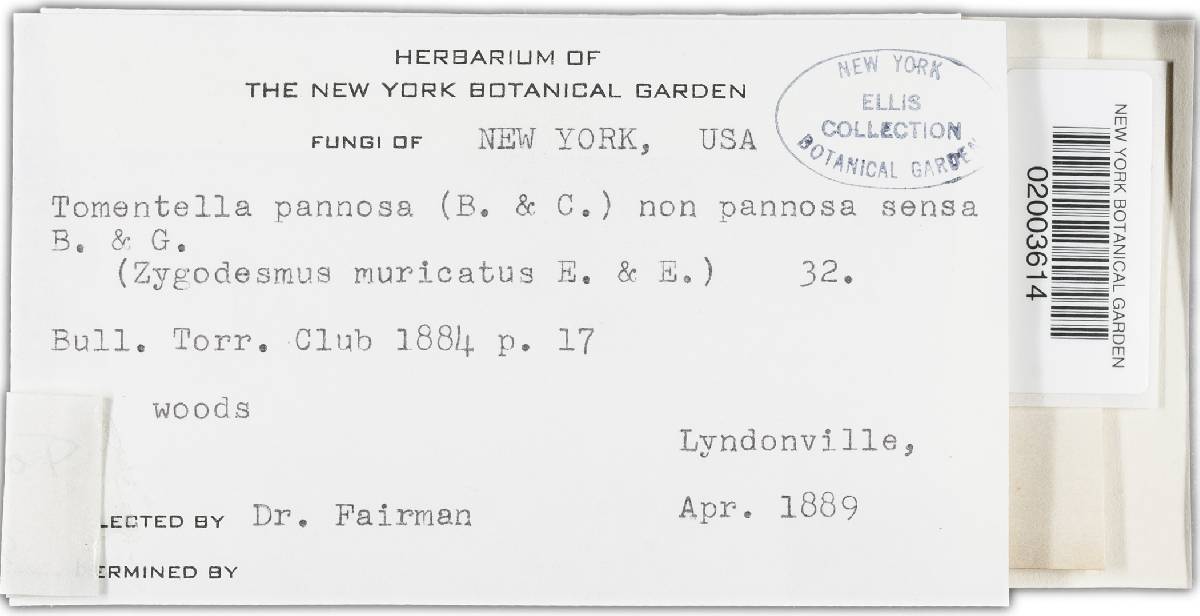 HERBARIUM OF
THE NEW YORK BOTANICAL GARDEN
FUNGI OF NEW YORK, USA
NEW YORK
ELLIS
COLLECTION
BOTANICAL GARDEN
Tomentella pannosa (B. & C.) non pannosa sensa
B. & G.
(Zygodesmus muricatus E. & E.) 32.
Bull. Torr. Club 1884 p. 17
woods
Lyndonville,
LECTED BY Dr. Fairman
Apr. 1889
ERMINED BY
NEW YORK BOTANICAL GARDEN
02003614